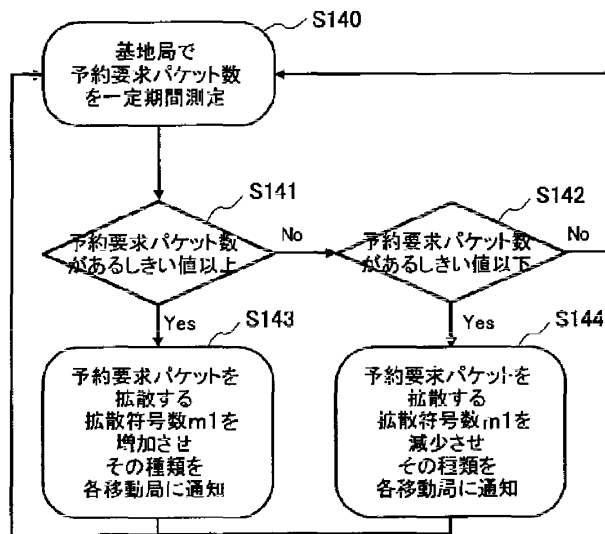 S140
基地局で
予約要求パケット数
を一定期間測定
S141
予約要求パケット数
があるしきい値以上
No
S142
予約要求パケット数
があるしきい値以下
No
Yes
S143
予約要求パケットを
拡散する
拡散符号数m1を
増加させ
その種類を
各移動局に通知
Yes
S144
予約要求パケットを
拡散する
拡散符号数m1を
減少させ
その種類を
各移動局に通知